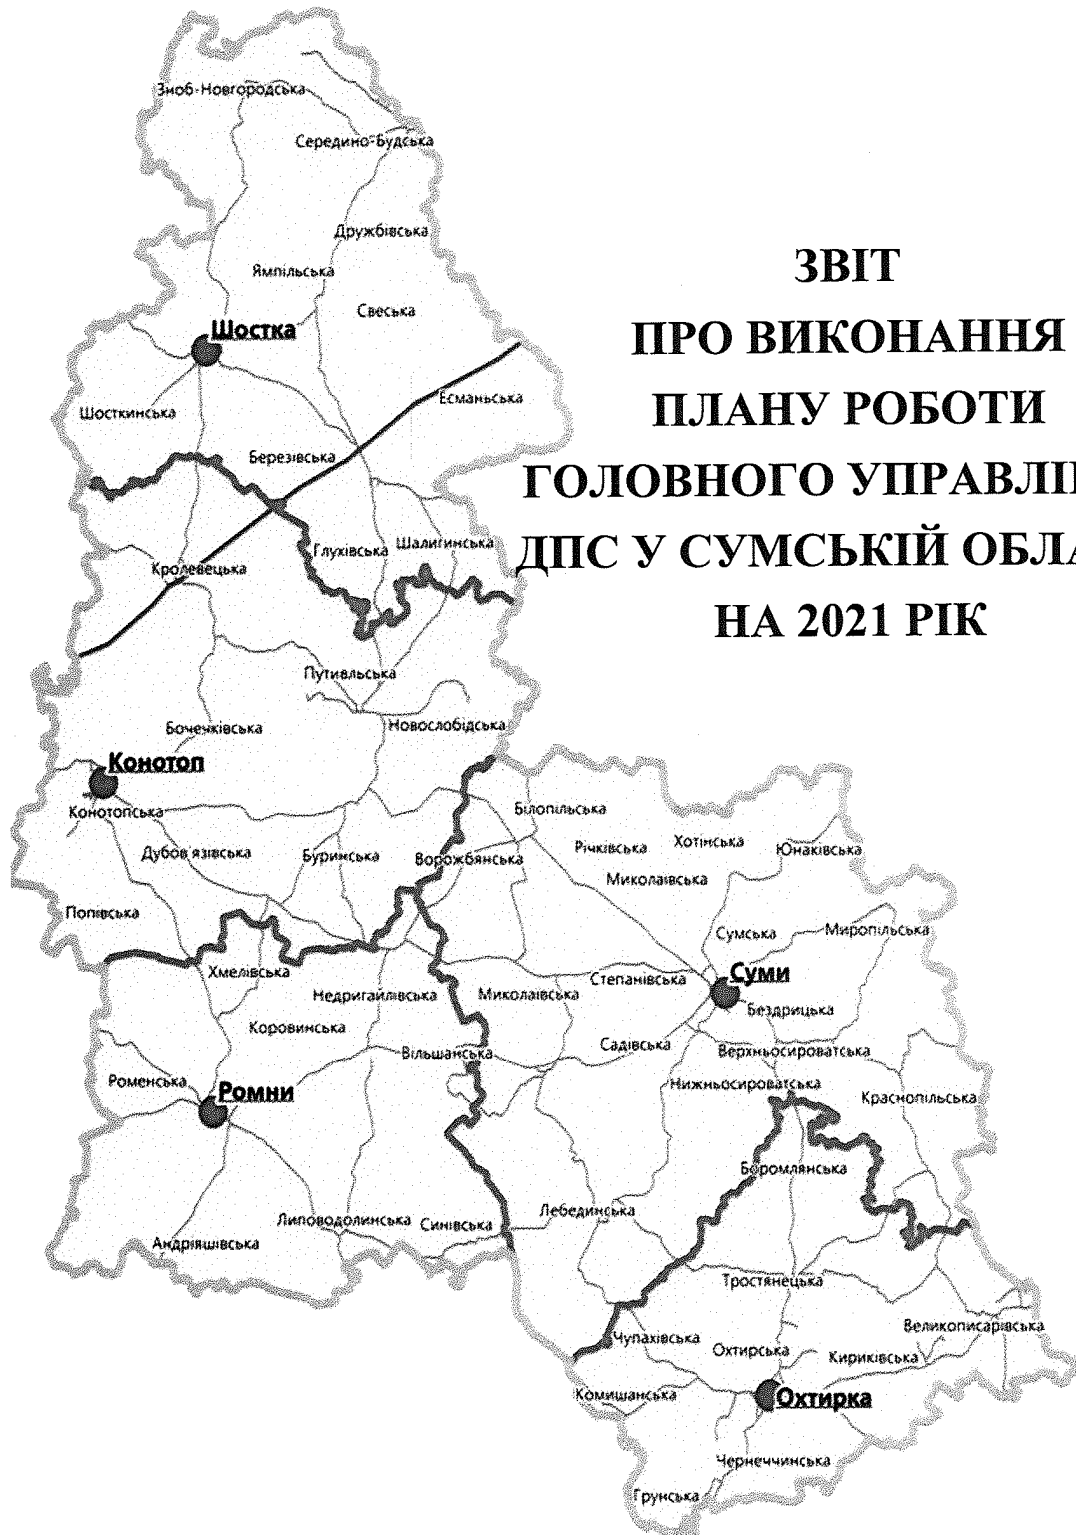 ЗВІТ
ПРО ВИКОНАННЯ
ПЛАНУ РОБОТИ
ГОЛОВНОГО
ДПС У СУМСЬКІЙ
НА 2021 РІК
Зноб-Новгородська
Середино-Будська
Дружбівська
Ямпільська
Свеська
Шостка
Есманьська
Шосткинська
Березівська
Глухівська
Шалигинська
Кролевецька
Путивльська
Новослобідська
Бочечківська
Конотоп
Конотопська
Білопільська
Річківська
Хотінська
Юнаківська
Дубов'язівська
Буринська
Ворожбянська
Миколаївська
Попівська
Сумська
Миропільська
Хмелівська
Суми
Степанівська
Недригайлівська
Миколаївська
Бездрицька
Коровинська
Садівська
Вільшанська
Верхньосироватська
Роменська
Ромни
Нижньосироватська
Краснопільська
Боромлянська
Лебединська
Липоводолинська
Синівська
Андріяшівська
Тростянецька
Великописарівська
Чупахівська
Охтирська
Кириківська
Комишанська
Охтирка
Чернеччинська
Грунська